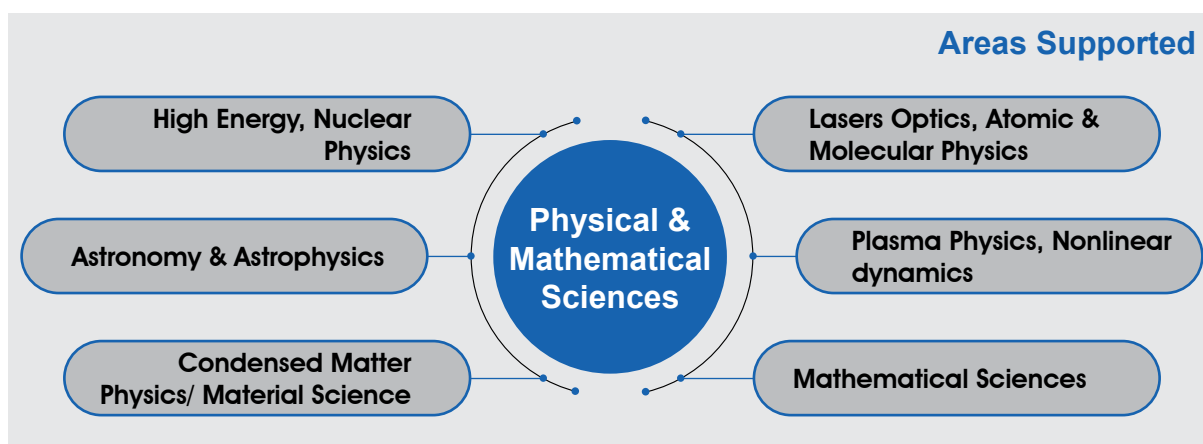 Areas Supported
High Energy, Nuclear
Physics
Astronomy & Astrophysics
Condensed Matter
Physics/ Material Science
Physical &
Mathematical
Sciences
Lasers Optics, Atomic &
Molecular Physics
Plasma Physics, Nonlinear
dynamics
Mathematical Sciences